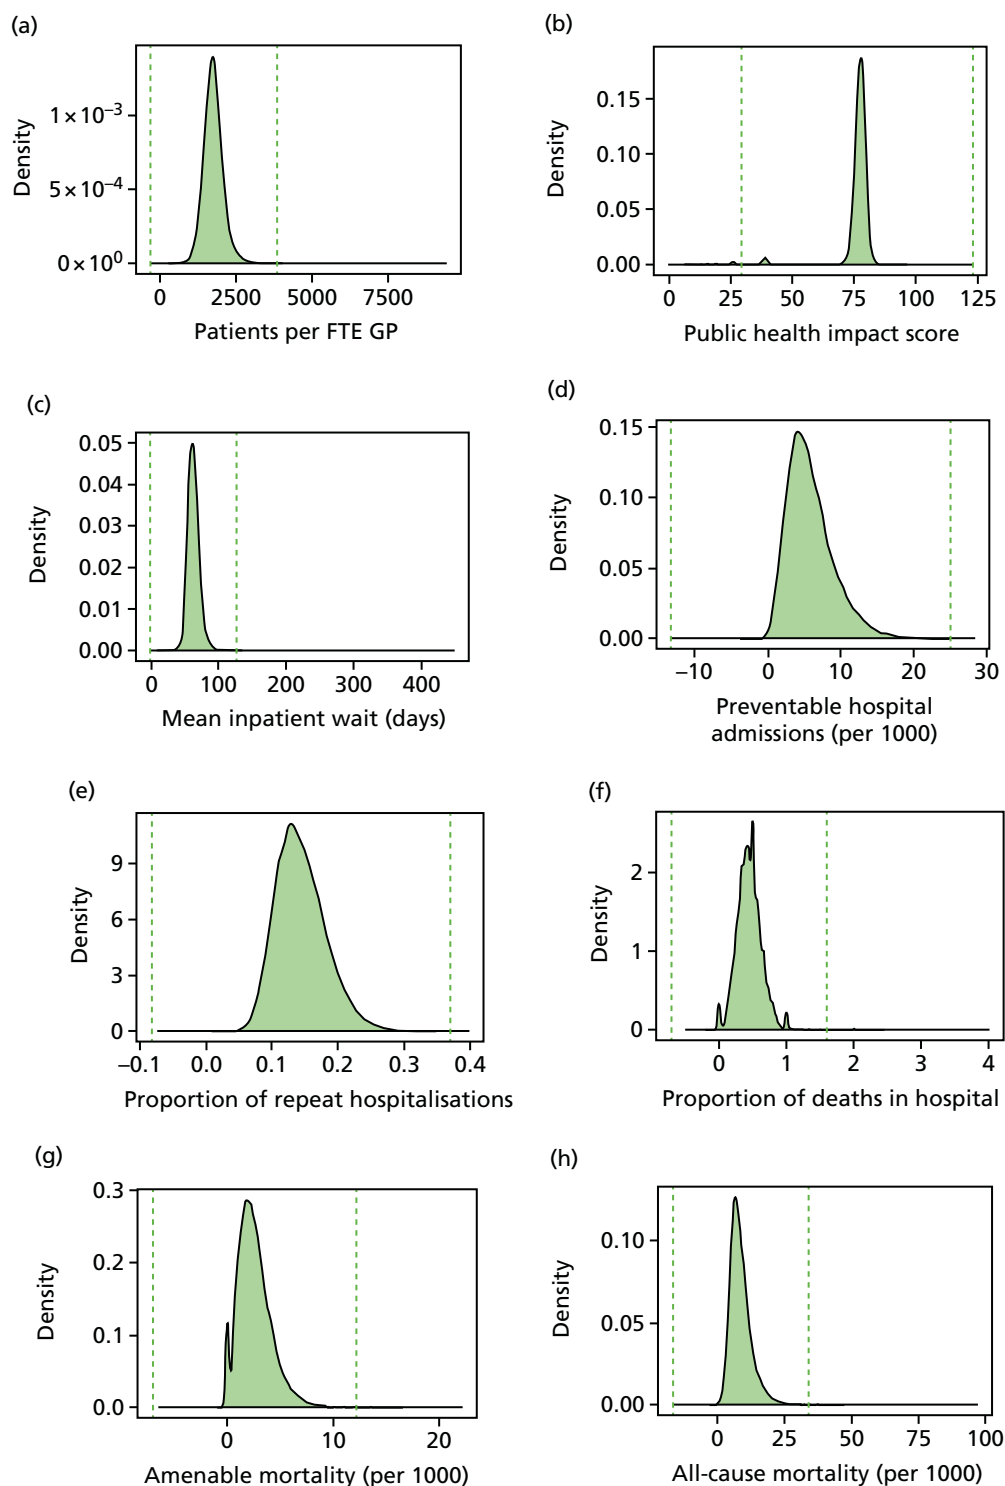 (a)
Density
1×10⁻³
5×10⁻⁴
0×10⁰
0 2500 5000 7500
Patients per FTE GP
(b)
Density
0.15
0.10
0.05
0.00
0 25 50 75 100 125
Public health impact score
(c)
Density
0.05
0.04
0.03
0.02
0.01
0.00
0 100 200 300 400
Mean inpatient wait (days)
(d)
Density
0.15
0.10
0.05
0.00
−10 0 10 20 30
Preventable hospital
admissions (per 1000)
(e)
Density
9
6
3
0
−0.1 0.0 0.1 0.2 0.3 0.4
Proportion of repeat hospitalisations
(f)
Density
2
1
0
0 1 2 3 4
Proportion of deaths in hospital
(g)
Density
0.3
0.2
0.1
0.0
0 10 20
Amenable mortality (per 1000)
(h)
Density
0.10
0.05
0.00
0 25 50 75 100
All-cause mortality (per 1000)